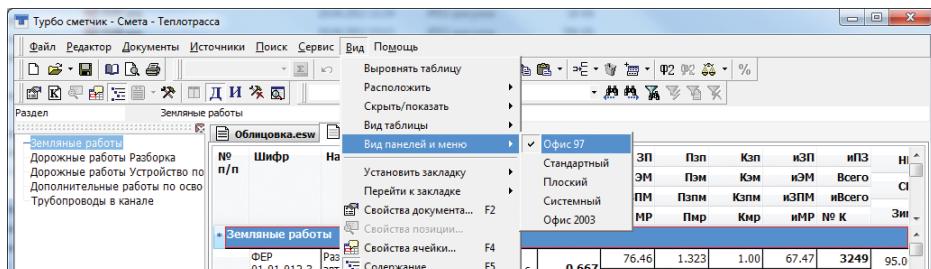 Турбо сметчик - Смета - Теплотрасса
Файл Редактор Документы Источники Поиск Сервис Вид Помощь
Раздел Земляные работы
Земляные работы
Дорожные работы Разборка
Дорожные работы Устройство по
Дополнительные работы по осво
Трубопроводы в канале
Облицовка.esw
Выровнять таблицу
Расположить
Скрыть/показать
Вид таблицы
Вид панелей и меню
Установить закладку
Перейти к закладке
Свойства документа... F2
Свойства позиции...
Свойства ячейки... F4
Содержание F5
Офис 97
Стандартный
Плоский
Системный
Офис 2003
№ п/п Шифр На
ЗП Пзп Кзп иЗП иПЗ
ЭМ Пэм Кэм иЭМ Всего
ЗПМ Пзпм Кзпм иЗПМ иВсего
МР Пмр Кмр иМР № К
Земляные работы
ФЕР Раз
0.667 76.46 1.323 1.00 67.47 3249 95.0